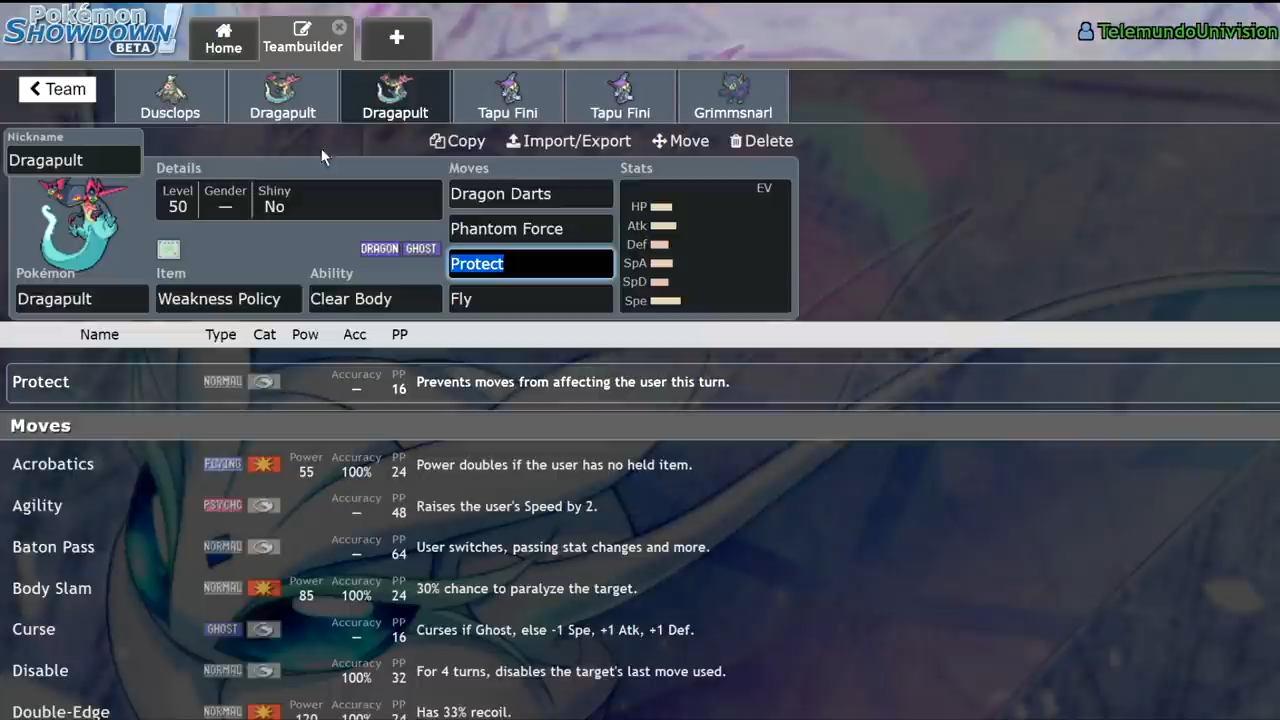 Pokémon
SHOWDOWN!
BETA
Home
Teambuilder
+
TelemundoUnivision
Team
Dusclops
Dragapult
Dragapult
Tapu Fini
Tapu Fini
Grimmsnarl
Copy Import/Export Move Delete
Nickname
Dragapult
Details
Level Gender Shiny
50 — No
DRAGON GHOST
Pokémon
Dragapult
Item
Weakness Policy
Ability
Clear Body
Moves
Dragon Darts
Phantom Force
Protect
Fly
Stats
EV
HP
Atk
Def
SpA
SpD
Spe
Name Type Cat Pow Acc PP
Protect NORMAL Accuracy — PP 16 Prevents moves from affecting the user this turn.
Moves
Acrobatics FLYING Power 55 Accuracy 100% PP 24 Power doubles if the user has no held item.
Agility PSYCHC Accuracy — PP 48 Raises the user's Speed by 2.
Baton Pass NORMAL Accuracy — PP 64 User switches, passing stat changes and more.
Body Slam NORMAL Power 85 Accuracy 100% PP 24 30% chance to paralyze the target.
Curse GHOST Accuracy — PP 16 Curses if Ghost, else -1 Spe, +1 Atk, +1 Def.
Disable NORMAL Accuracy 100% PP 32 For 4 turns, disables the target's last move used.
Double-Edge NORMAL Power 120 Accuracy 100% PP 24 Has 33% recoil.